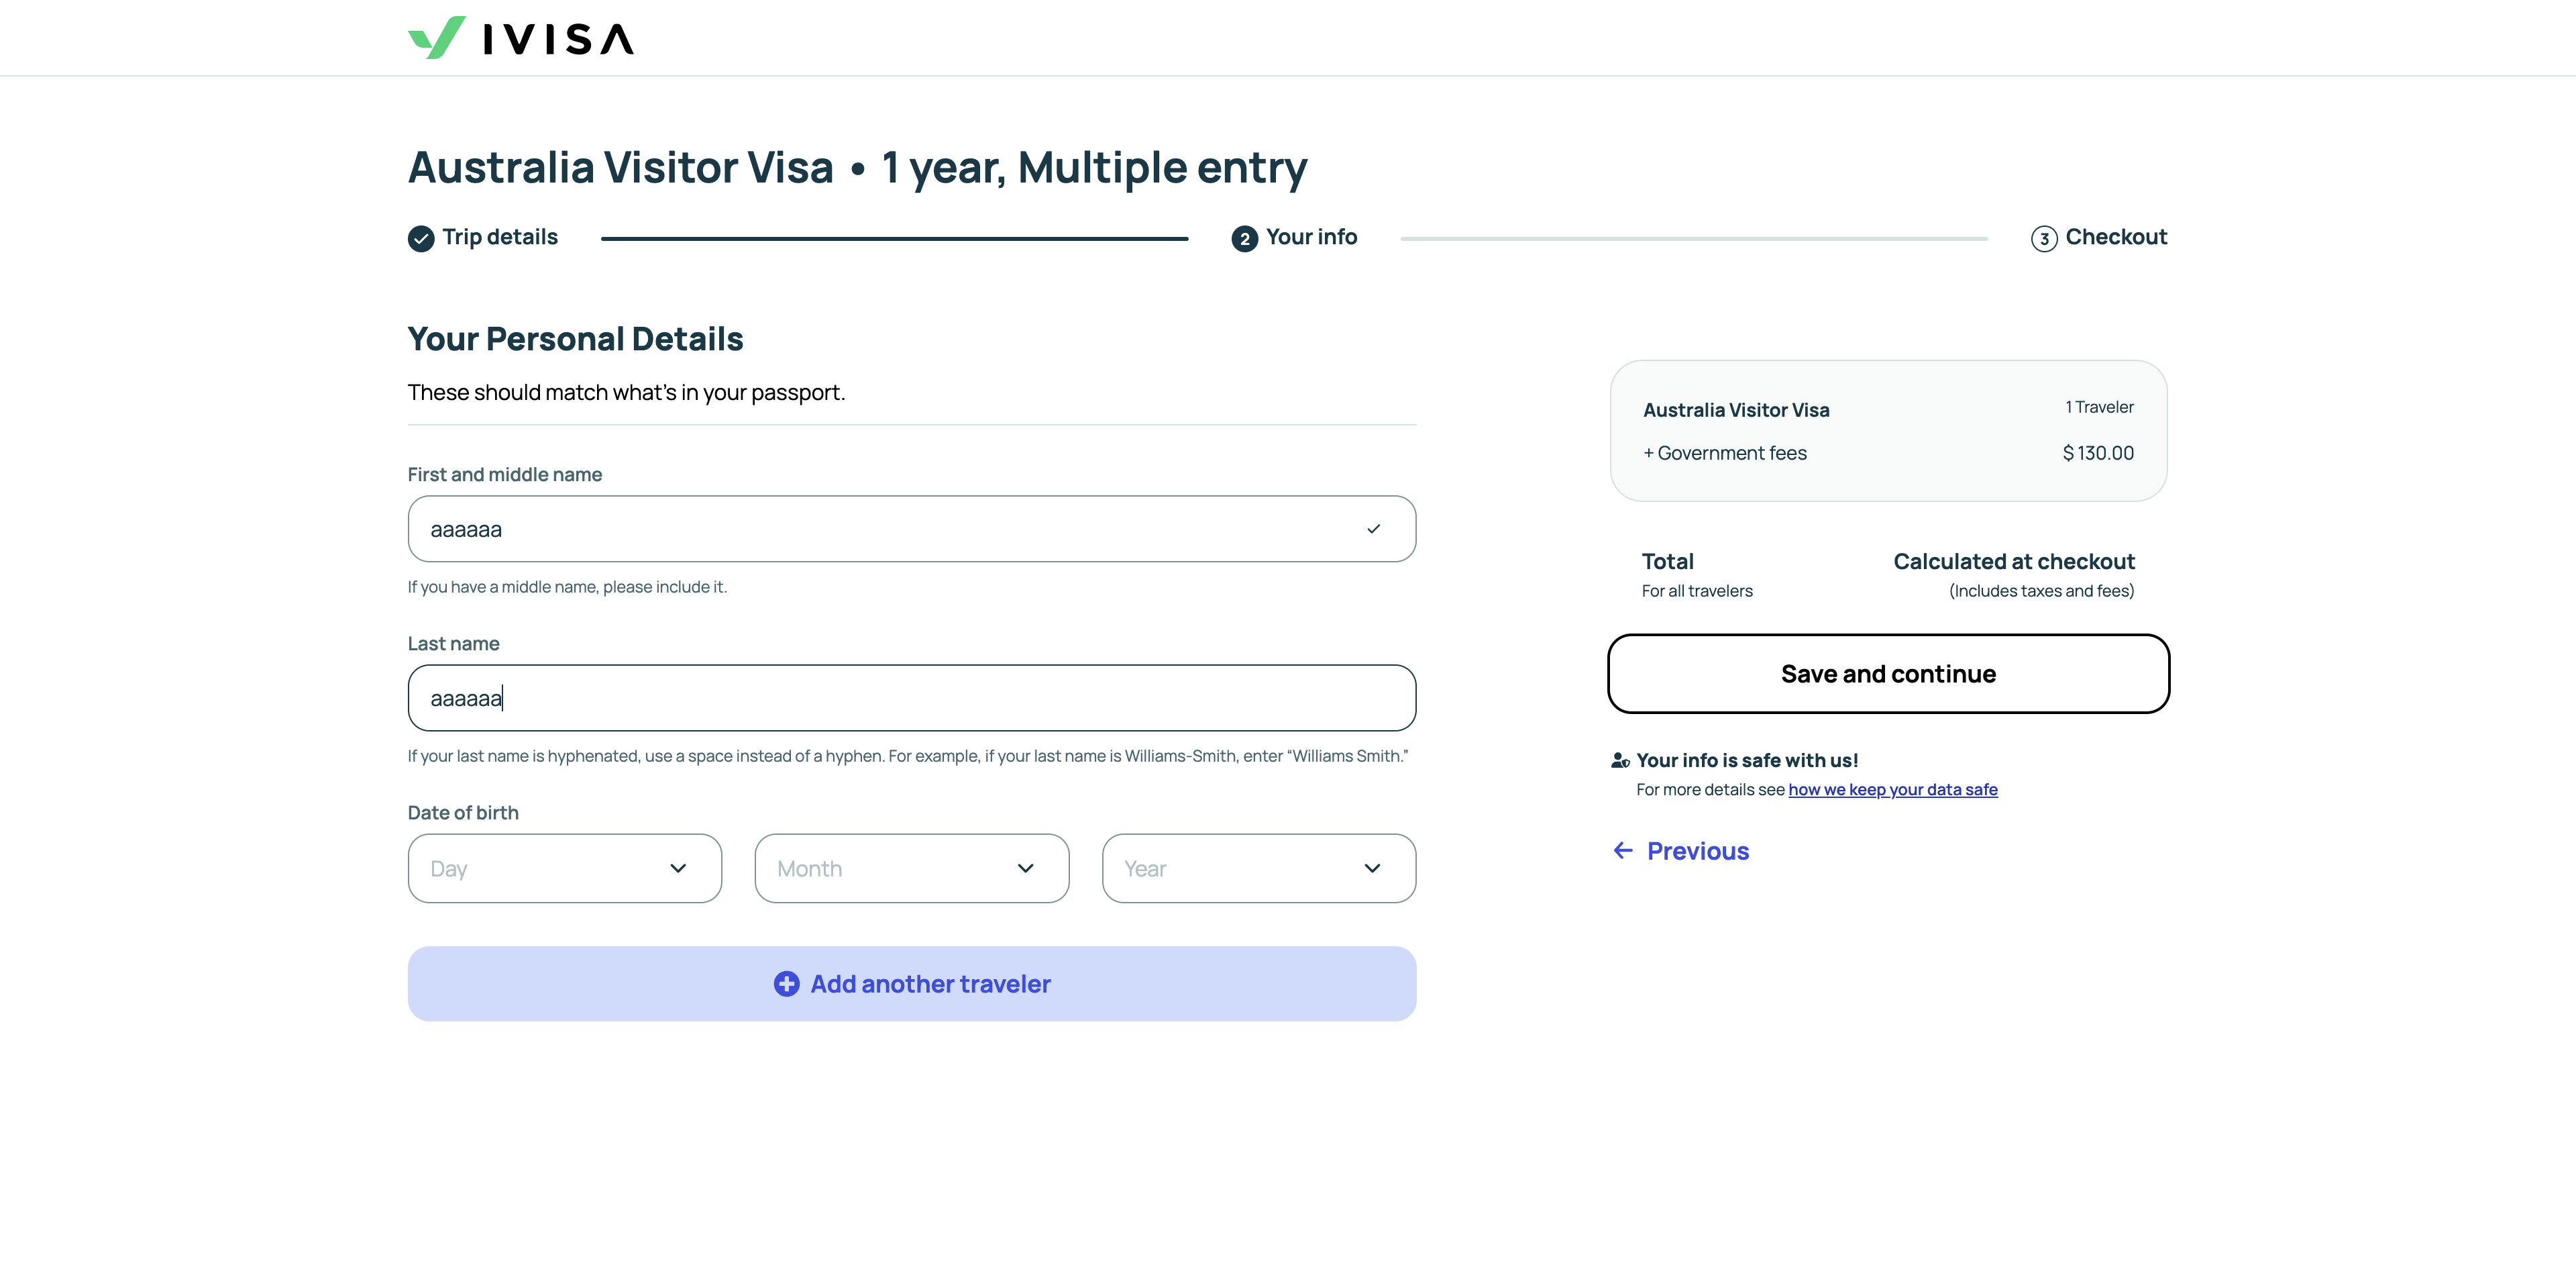 IVISA
Australia Visitor Visa • 1 year, Multiple entry
Trip details
2 Your info
3 Checkout
Your Personal Details
These should match what's in your passport.
First and middle name
aaaaaa
If you have a middle name, please include it.
Last name
aaaaaa
If your last name is hyphenated, use a space instead of a hyphen. For example, if your last name is Williams-Smith, enter “Williams Smith.”
Date of birth
Day
Month
Year
Add another traveler
Australia Visitor Visa 1 Traveler
+ Government fees $ 130.00
Total Calculated at checkout
For all travelers (Includes taxes and fees)
Save and continue
Your info is safe with us!
For more details see how we keep your data safe
Previous